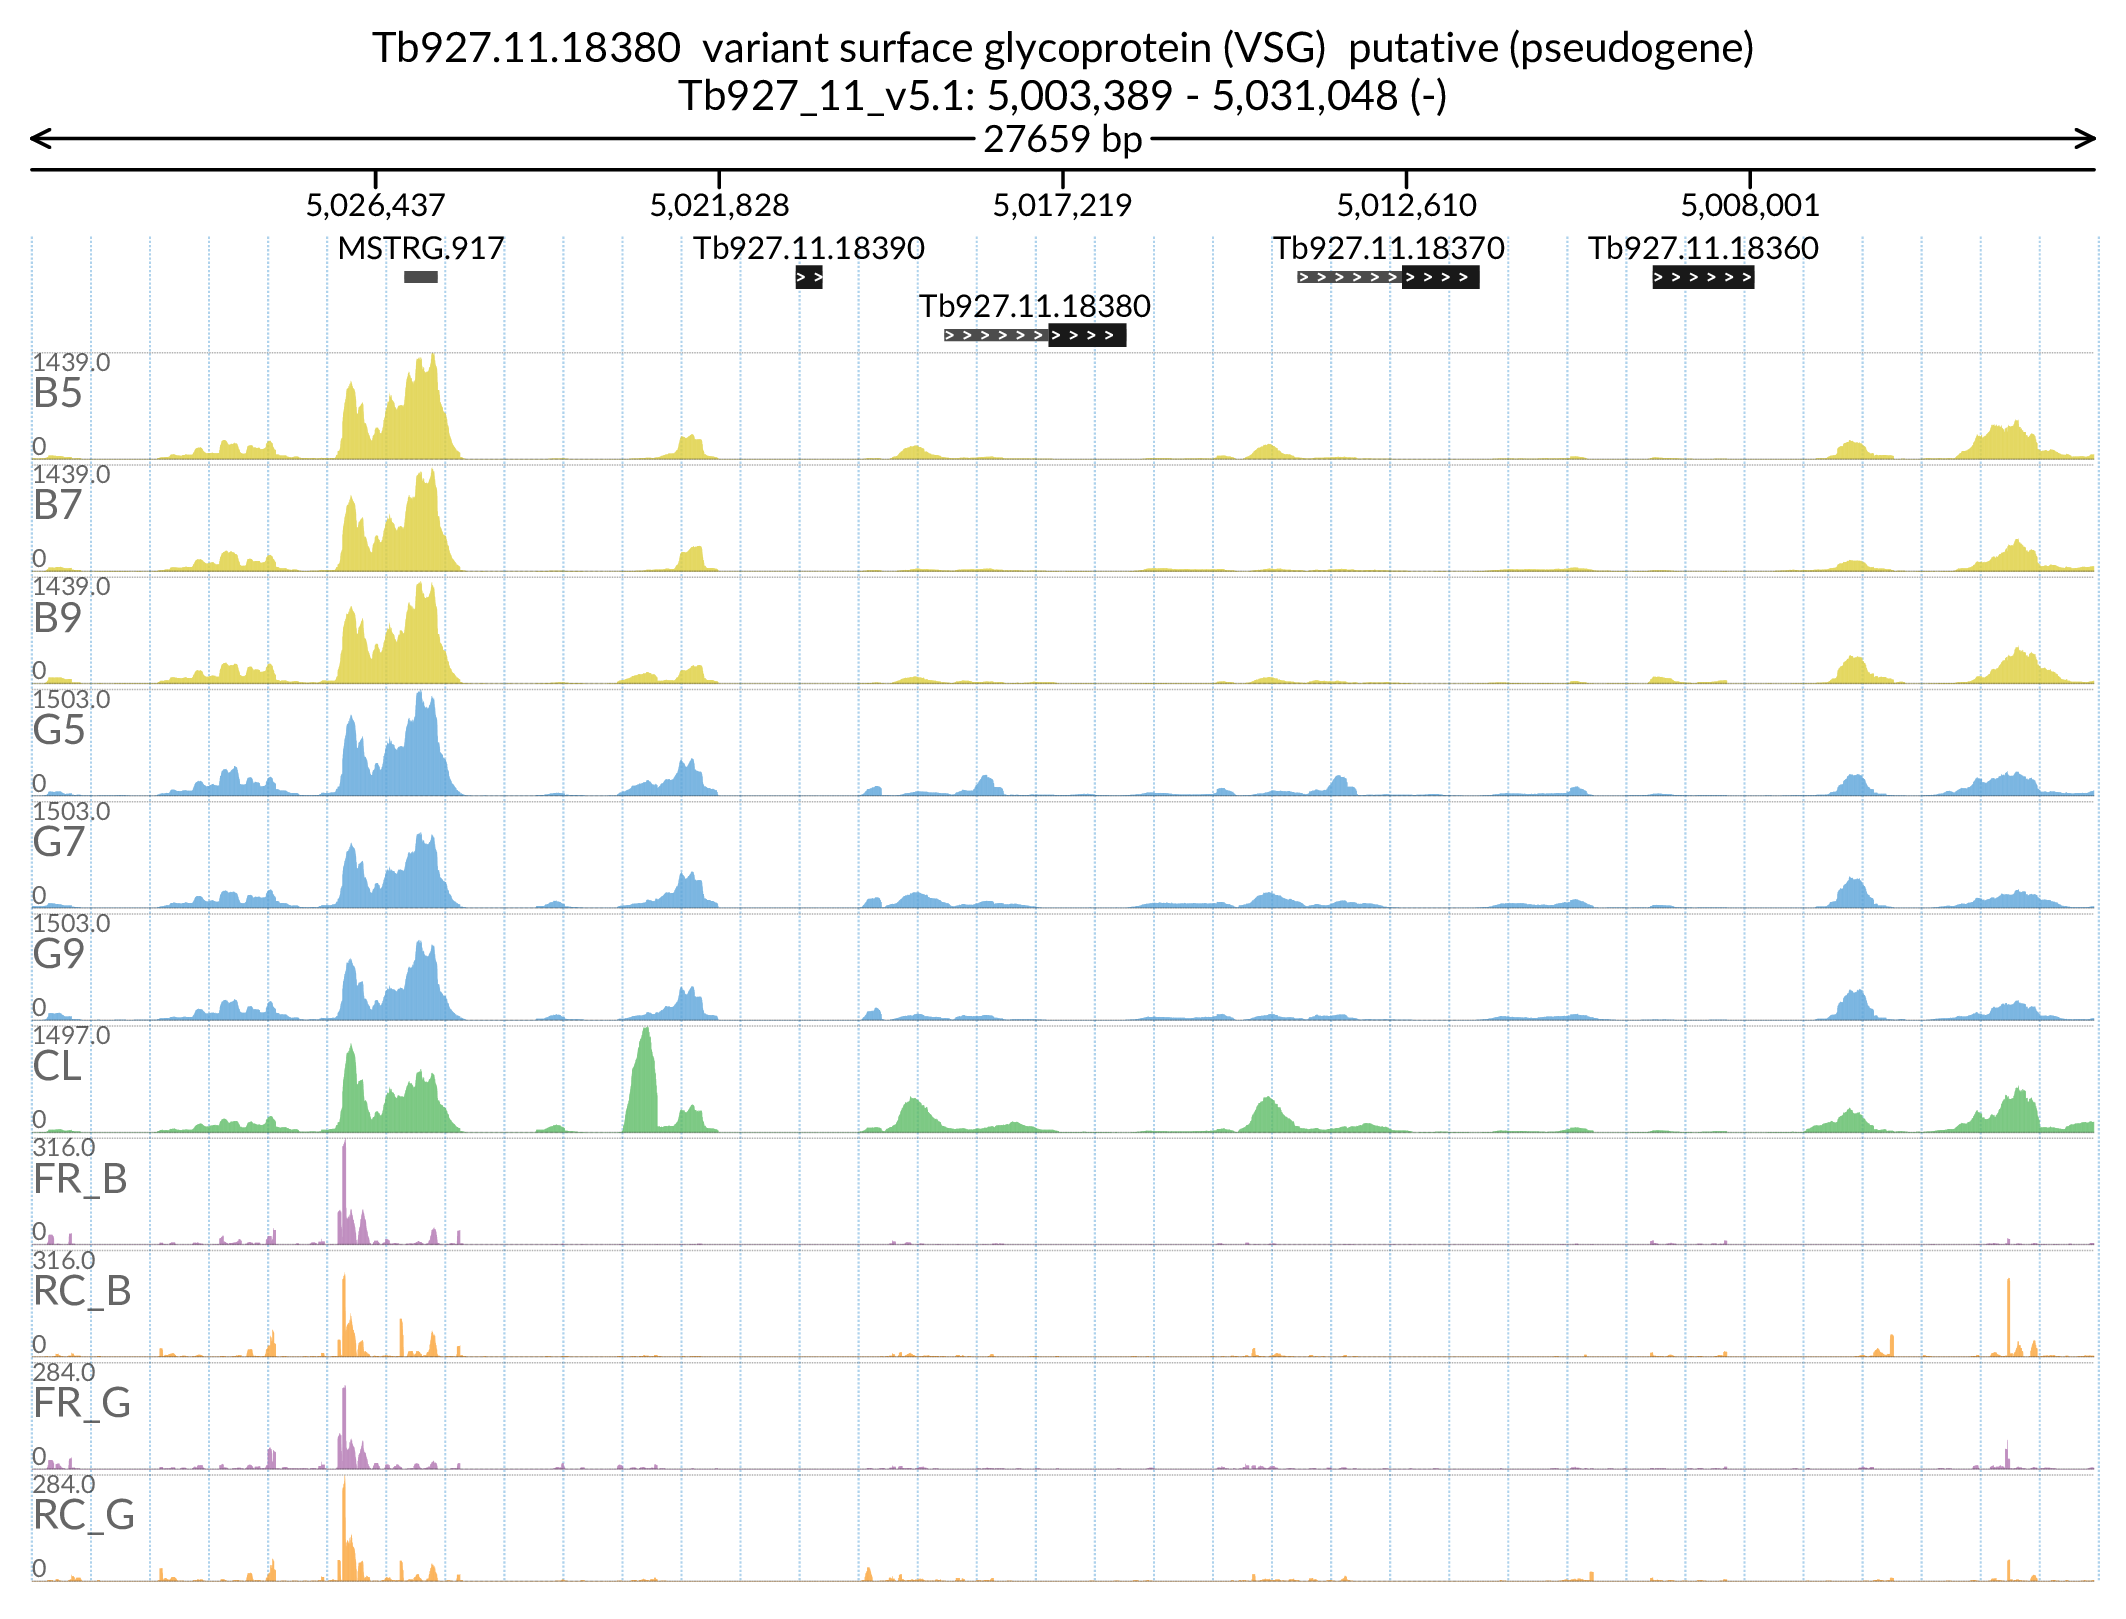 Tb927.11.18380 variant surface glycoprotein (VSG) putative (pseudogene)
Tb927_11_v5.1: 5,003,389 - 5,031,048 (-)
27659 bp
5,026,437 5,021,828 5,017,219 5,012,610 5,008,001
MSTRG.917 Tb927.11.18390 Tb927.11.18370 Tb927.11.18360
Tb927.11.18380
1439.0
B5
0
1439.0
B7
0
1439.0
B9
0
1503.0
G5
0
1503.0
G7
0
1503.0
G9
0
1497.0
CL
0
316.0
FR_B
0
316.0
RC_B
0
284.0
FR_G
0
284.0
RC_G
0